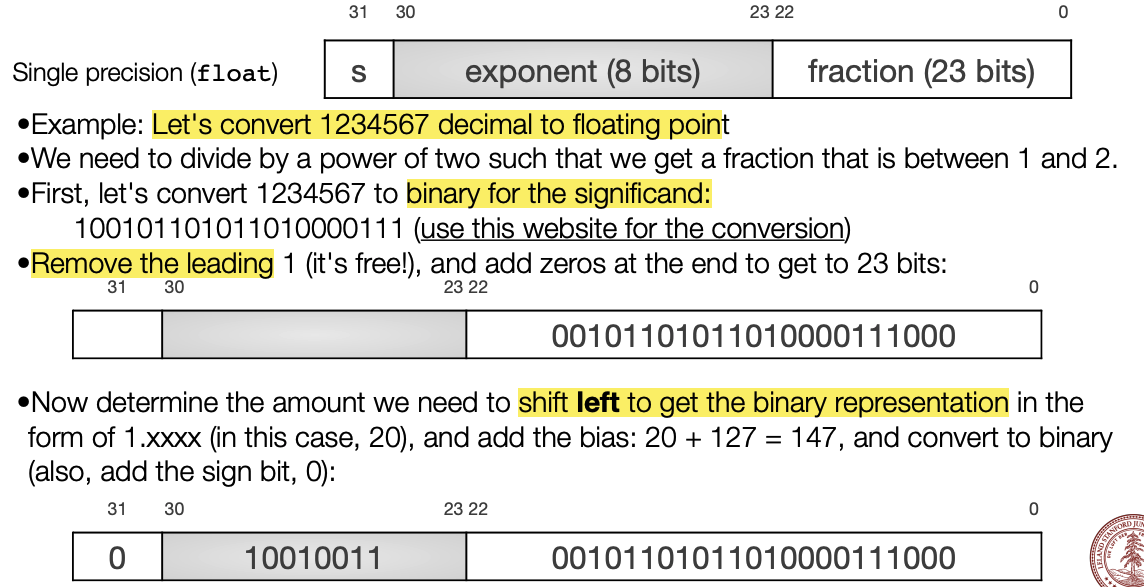 31 30 23 22 0
Single precision (float) s exponent (8 bits) fraction (23 bits)
•Example: Let's convert 1234567 decimal to floating point
•We need to divide by a power of two such that we get a fraction that is between 1 and 2.
•First, let's convert 1234567 to binary for the significand:
100101101011010000111 (use this website for the conversion)
•Remove the leading 1 (it's free!), and add zeros at the end to get to 23 bits:
31 30 23 22 0
00101101011010000111000
•Now determine the amount we need to shift left to get the binary representation in the
form of 1.xxxx (in this case, 20), and add the bias: 20 + 127 = 147, and convert to binary
(also, add the sign bit, 0):
31 30 23 22 0
0 10010011 00101101011010000111000